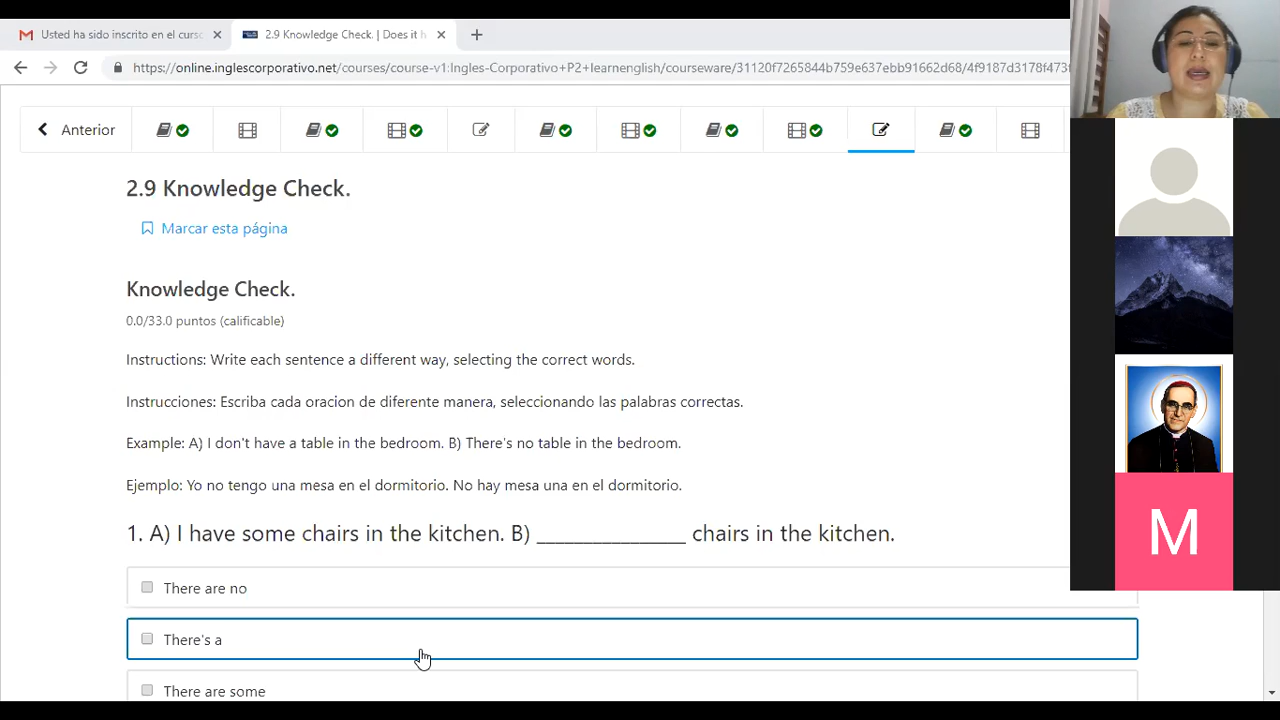 Usted ha sido inscrito en el curso
2.9 Knowledge Check. | Does it h
https://online.inglescorporativo.net/courses/course-v1:Ingles-Corporativo+P2+learnenglish/courseware/31120f7265844b759e637ebb91662d68/4f9187d3178f473f
Anterior
2.9 Knowledge Check.
Marcar esta página
Knowledge Check.
0.0/33.0 puntos (calificable)
Instructions: Write each sentence a different way, selecting the correct words.
Instrucciones: Escriba cada oracion de diferente manera, seleccionando las palabras correctas.
Example: A) I don't have a table in the bedroom. B) There's no table in the bedroom.
Ejemplo: Yo no tengo una mesa en el dormitorio. No hay mesa una en el dormitorio.
1. A) I have some chairs in the kitchen. B) _______________ chairs in the kitchen.
There are no
There's a
There are some
M